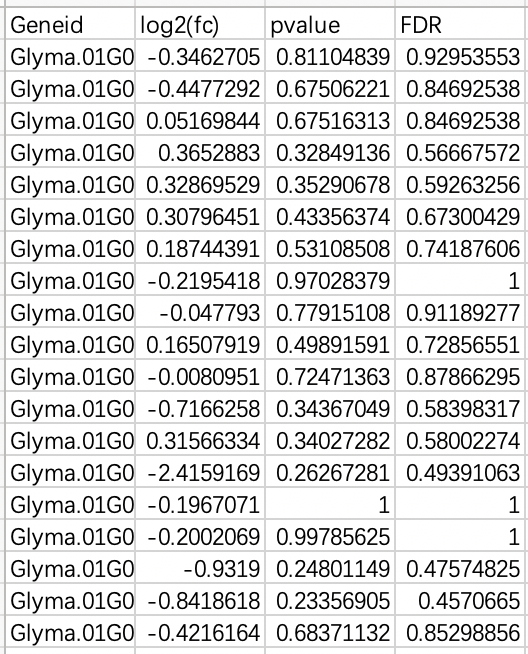 Geneid log2(fc) pvalue FDR
Glyma.01G0 -0.3462705 0.81104839 0.92953553
Glyma.01G0 -0.4477292 0.67506221 0.84692538
Glyma.01G0 0.05169844 0.67516313 0.84692538
Glyma.01G0 0.3652883 0.32849136 0.56667572
Glyma.01G0 0.32869529 0.35290678 0.59263256
Glyma.01G0 0.30796451 0.43356374 0.67300429
Glyma.01G0 0.18744391 0.53108508 0.74187606
Glyma.01G0 -0.2195418 0.97028379 1
Glyma.01G0 -0.047793 0.77915108 0.91189277
Glyma.01G0 0.16507919 0.49891591 0.72856551
Glyma.01G0 -0.0080951 0.72471363 0.87866295
Glyma.01G0 -0.7166258 0.34367049 0.58398317
Glyma.01G0 0.31566334 0.34027282 0.58002274
Glyma.01G0 -2.4159169 0.26267281 0.49391063
Glyma.01G0 -0.1967071 1 1
Glyma.01G0 -0.2002069 0.99785625 1
Glyma.01G0 -0.9319 0.24801149 0.47574825
Glyma.01G0 -0.8418618 0.23356905 0.4570665
Glyma.01G0 -0.4216164 0.68371132 0.85298856